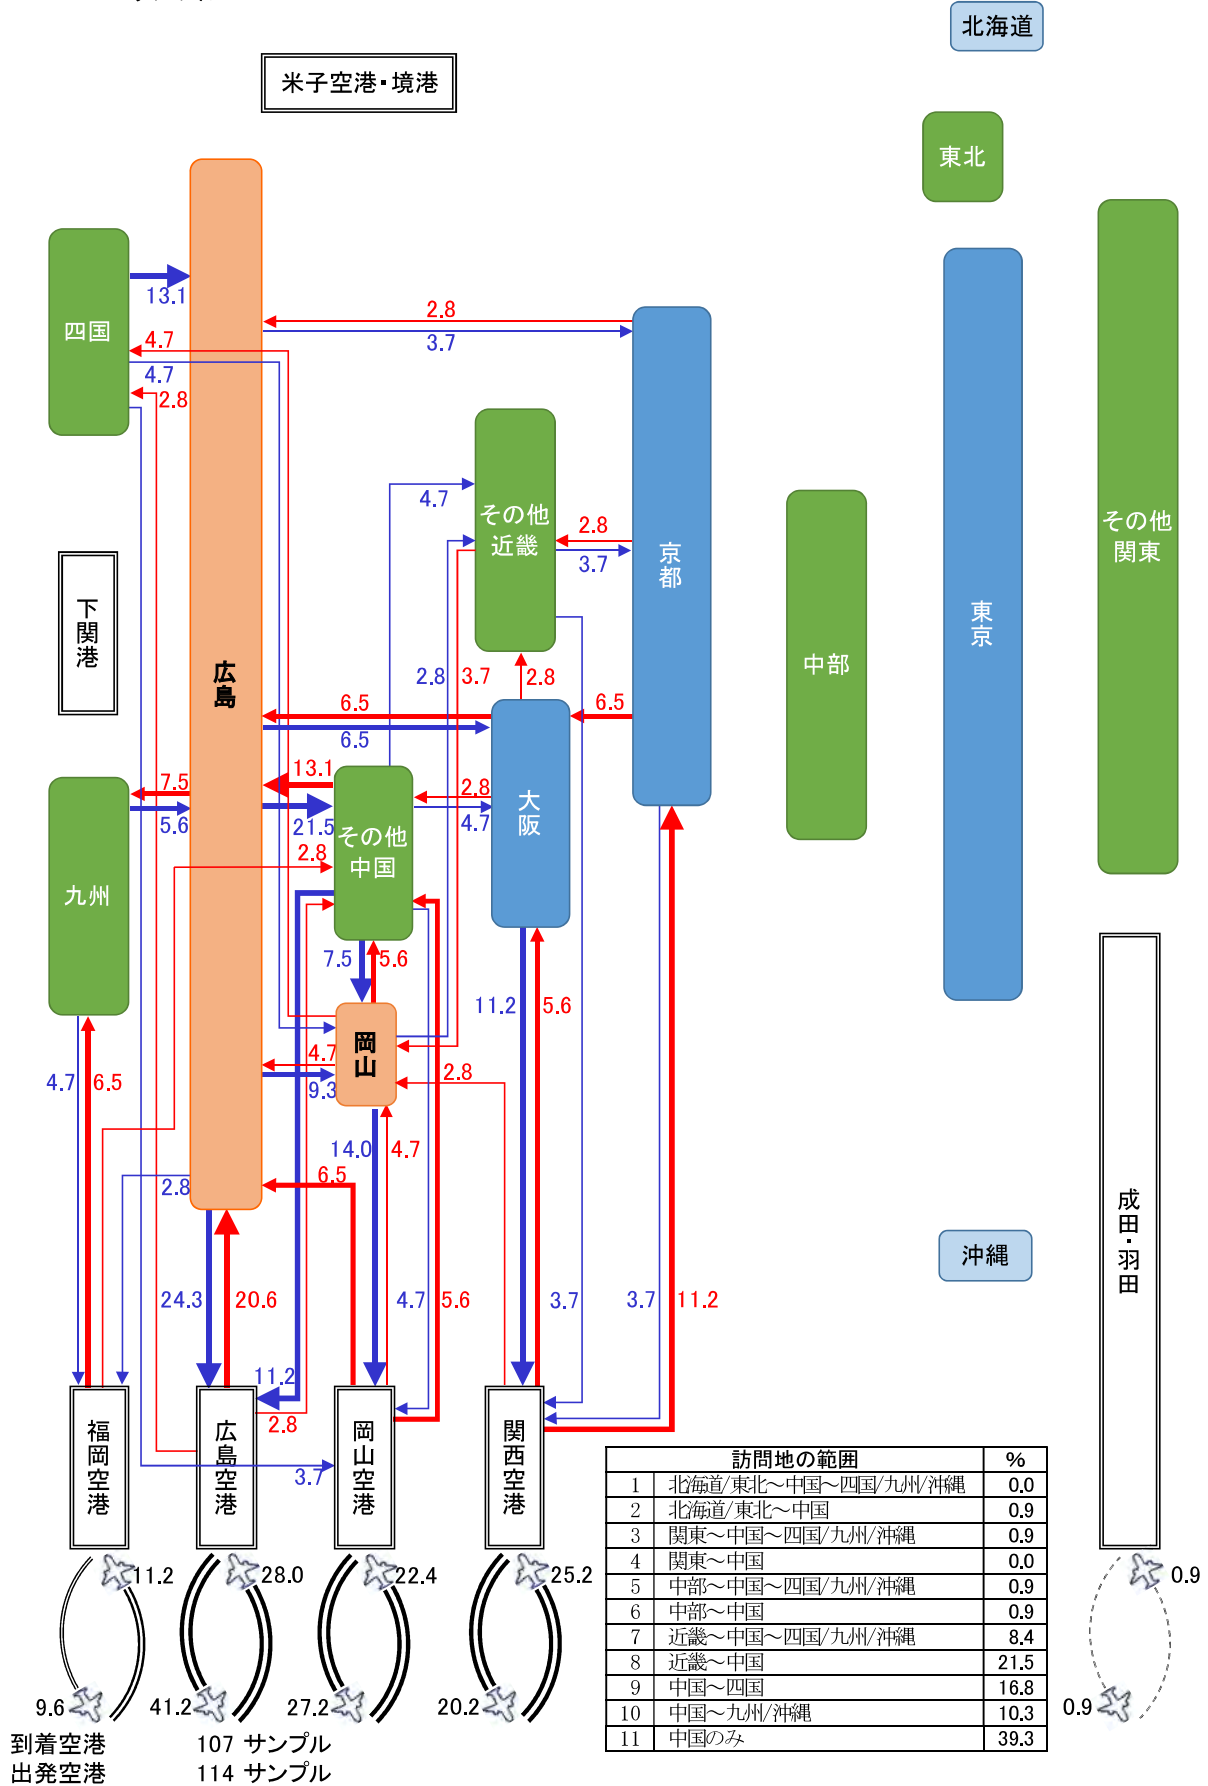 北海道
米子空港・境港
東北
13.1
四国
2.8
3.7
4.7
4.7
2.8
4.7
その他
近畿
2.8
3.7
京都
その他
関東
下関港
広島
中部
東京
2.8
3.7
2.8
6.5
6.5
6.5
13.1
21.5
7.5
5.6
2.8
その他
中国
2.8
4.7
大阪
九州
7.5
5.6
11.2
5.6
岡山
4.7
9.3
2.8
4.7
6.5
14.0
4.7
6.5
2.8
成田・羽田
沖縄
24.3
20.6
4.7
5.6
3.7
3.7
11.2
11.2
2.8
3.7
福岡空港
広島空港
岡山空港
関西空港
訪問地の範囲 %
1 北海道/東北～中国～四国/九州/沖縄 0.0
2 北海道/東北～中国 0.9
3 関東～中国～四国/九州/沖縄 0.9
4 関東～中国 0.0
5 中部～中国～四国/九州/沖縄 0.9
6 中部～中国 0.9
7 近畿～中国～四国/九州/沖縄 8.4
8 近畿～中国 21.5
9 中国～四国 16.8
10 中国～九州/沖縄 10.3
11 中国のみ 39.3
11.2
28.0
22.4
25.2
0.9
9.6
41.2
27.2
20.2
0.9
到着空港 107 サンプル
出発空港 114 サンプル